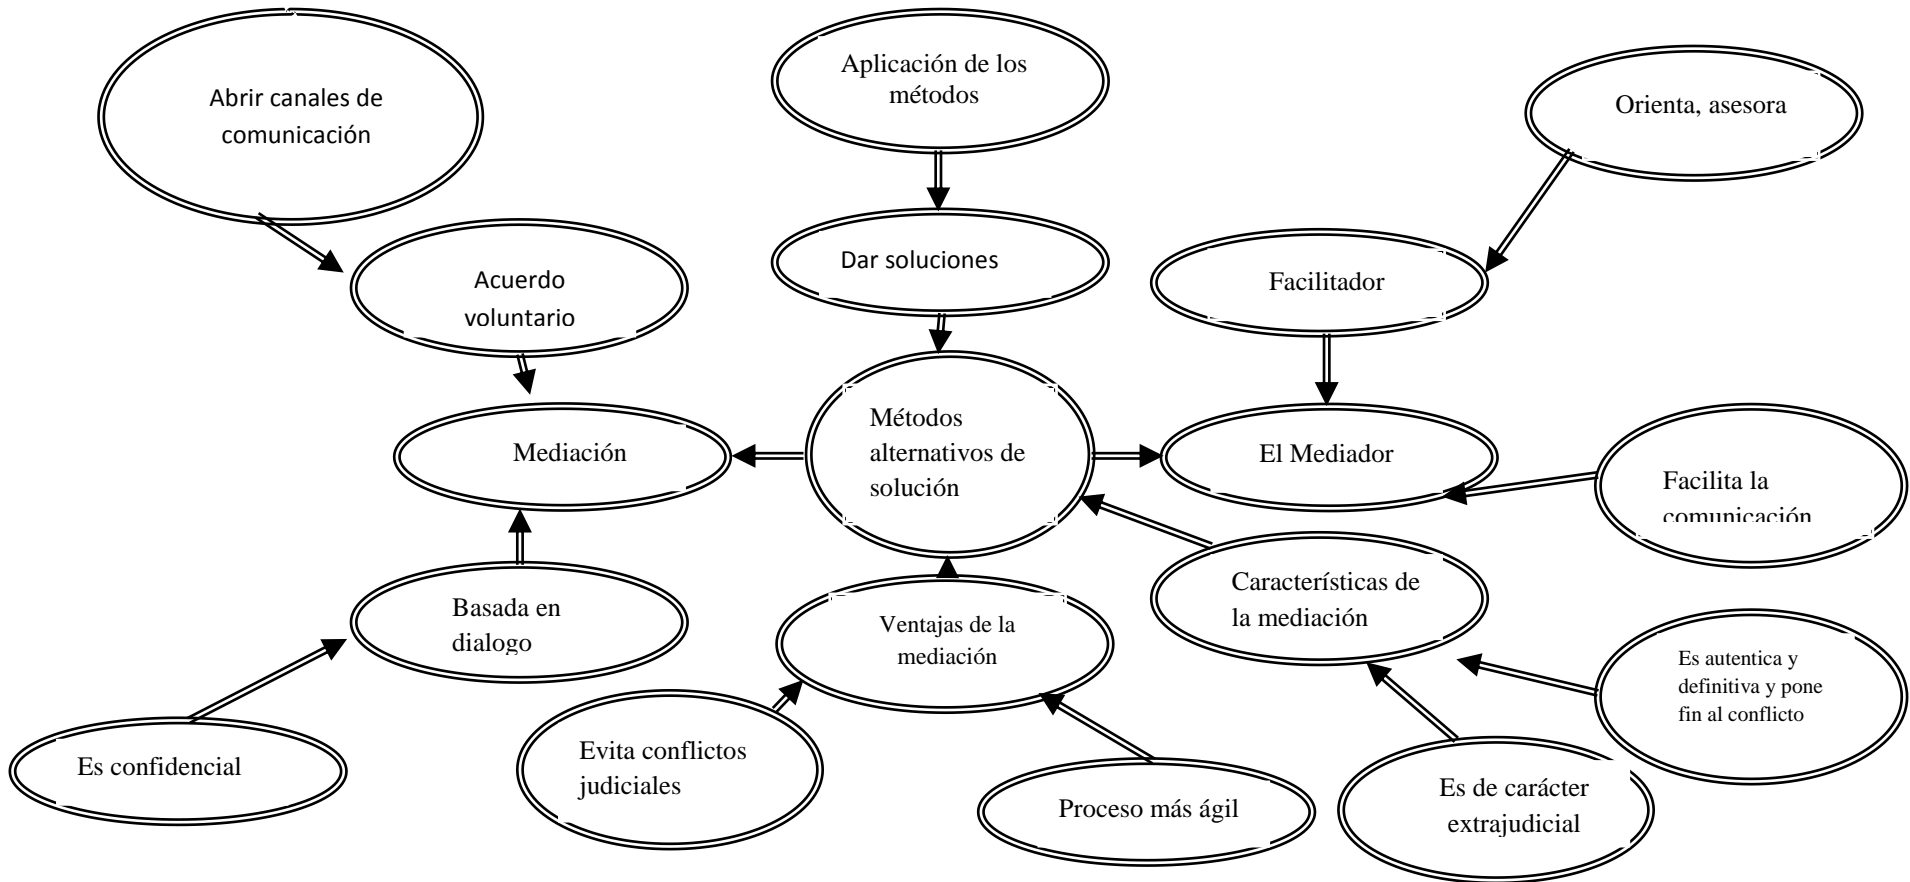 Aplicación de los
métodos
Abrir canales de
comunicación
Orienta, asesora
Dar soluciones
Acuerdo
voluntario
Facilitador
Métodos
alternativos de
solución
Mediación
El Mediador
Facilita la
comunicación
Características de
la mediación
Basada en
dialogo
Ventajas de la
mediación
Es autentica y
definitiva y pone
fin al conflicto
Es confidencial
Evita conflictos
judiciales
Proceso más ágil
Es de carácter
extrajudicial